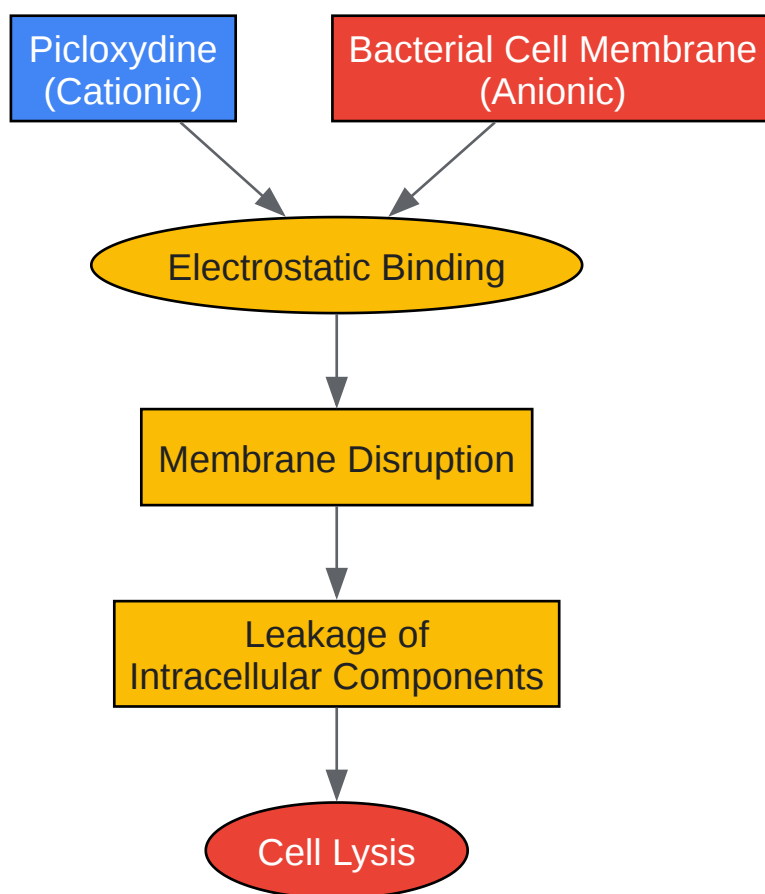 Picloxydine
(Cationic)
Bacterial Cell Membrane
(Anionic)
Electrostatic Binding
Membrane Disruption
Leakage of
Intracellular Components
Cell Lysis